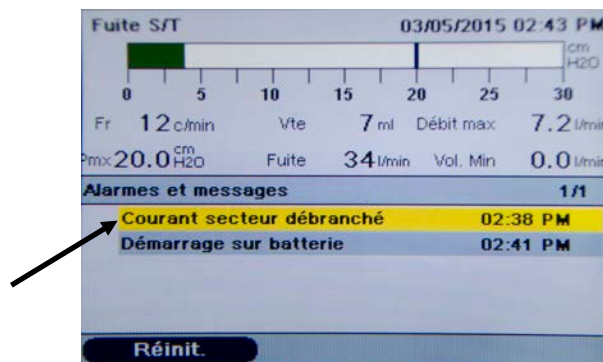 Fuite S/T 03/05/2015 02:43 PM
cm
H2O
0 5 10 15 20 25 30
Fr 12 c/min Vte 7 ml Débit max 7.2 l/min
Pmx 20.0 cm H2O Fuite 34 l/min Vol. Min 0.0 l/min
Alarmes et messages 1/1
Courant secteur débranché 02:38 PM
Démarrage sur batterie 02:41 PM
Réinit.